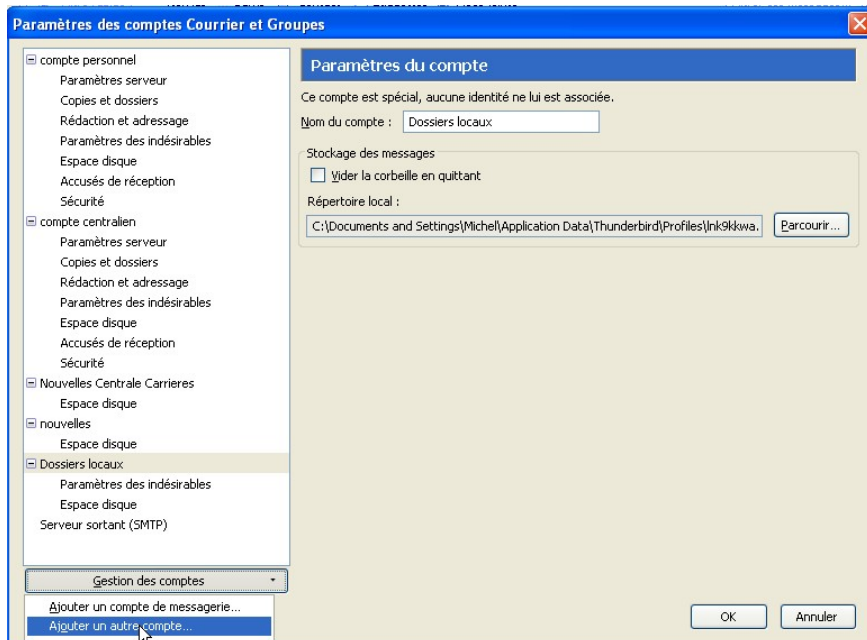 Paramètres des comptes Courrier et Groupes
compte personnel
Paramètres serveur
Copies et dossiers
Rédaction et adressage
Paramètres des indésirables
Espace disque
Accusés de réception
Sécurité
compte centralien
Paramètres serveur
Copies et dossiers
Rédaction et adressage
Paramètres des indésirables
Espace disque
Accusés de réception
Sécurité
Nouvelles Centrale Carrieres
Espace disque
nouvelles
Espace disque
Dossiers locaux
Paramètres des indésirables
Espace disque
Serveur sortant (SMTP)
Gestion des comptes
Ajouter un compte de messagerie...
Ajouter un autre compte...
Paramètres du compte
Ce compte est spécial, aucune identité ne lui est associée.
Nom du compte : Dossiers locaux
Stockage des messages
Vider la corbeille en quittant
Répertoire local :
C:\Documents and Settings\Michel\Application Data\Thunderbird\Profiles\lnk9kkwa. Parcourir...
OK Annuler